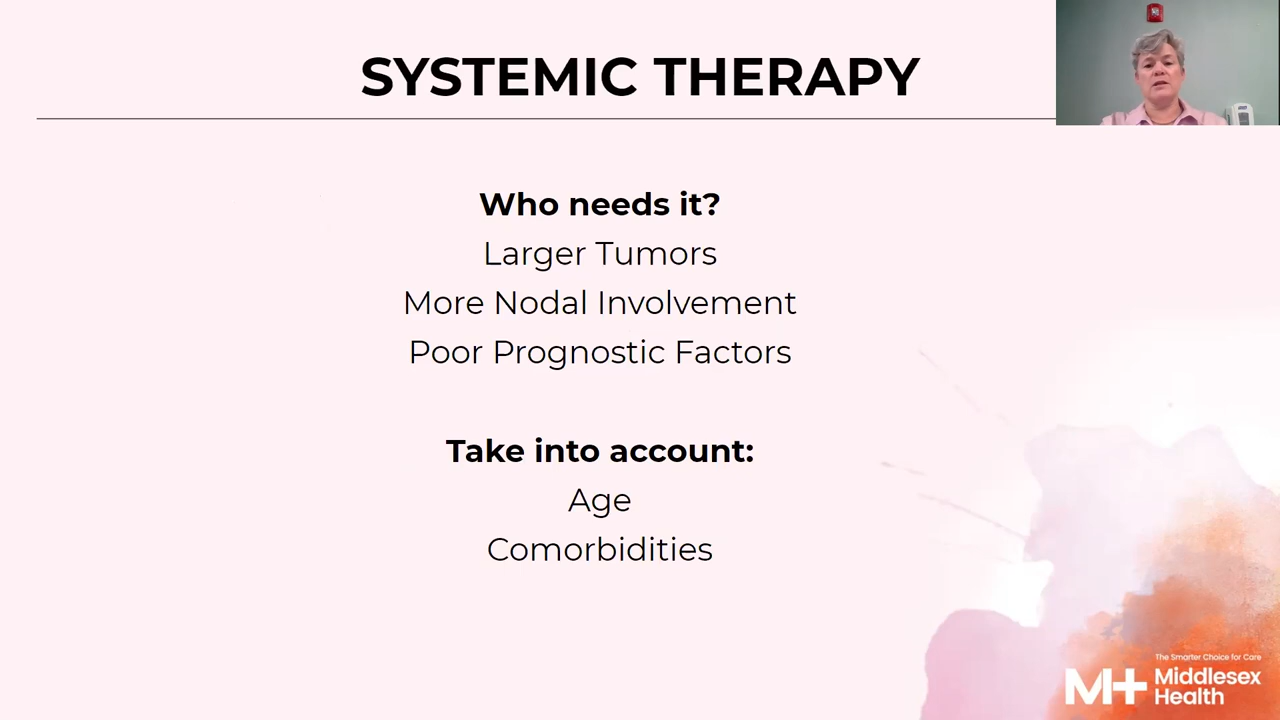 SYSTEMIC THERAPY
Who needs it?
Larger Tumors
More Nodal Involvement
Poor Prognostic Factors
Take into account:
Age
Comorbidities
The Smarter Choice for Care
M+ Middlesex
Health